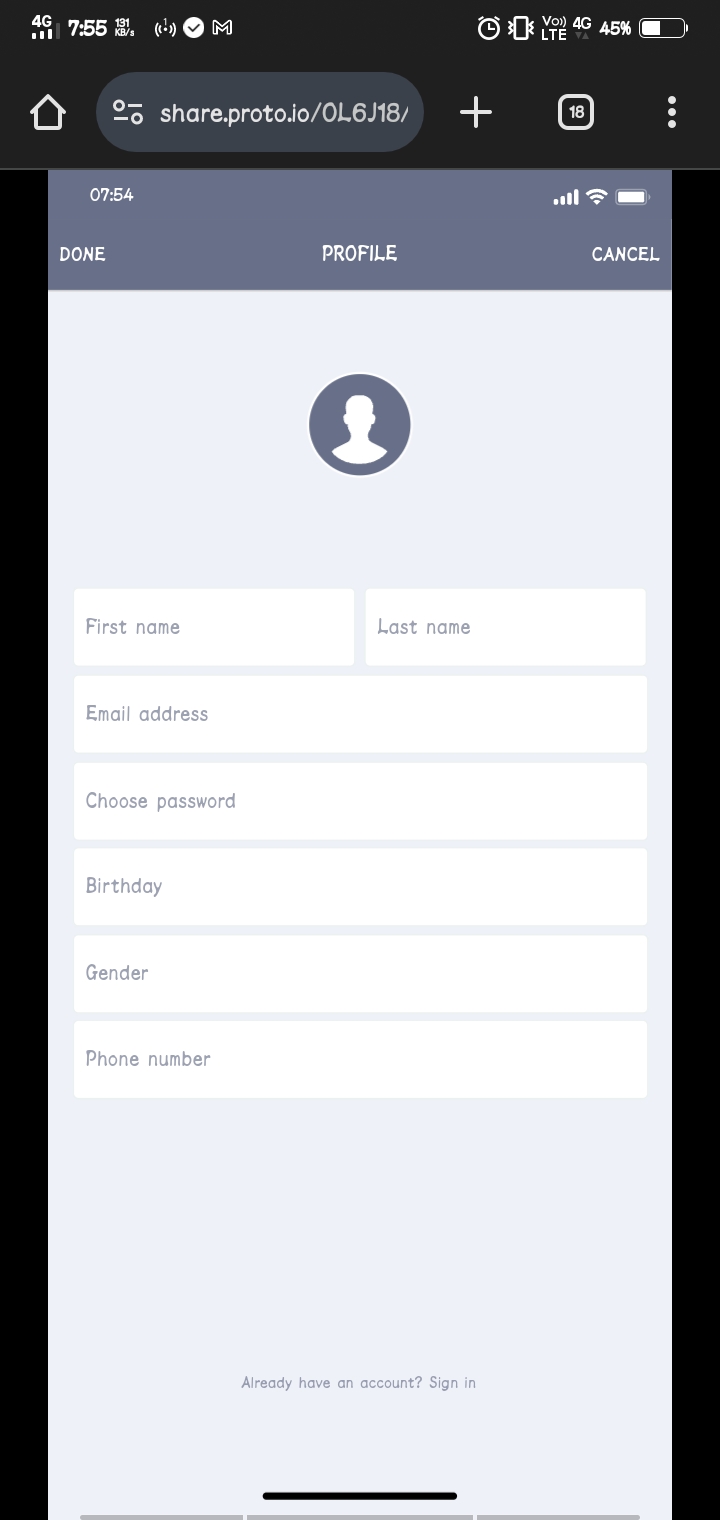 4G 7:55 131 KB/s Vo)) LTE 4G 45%
share.proto.io/0L6J18/ 18
07:54
DONE PROFILE CANCEL
First name Last name
Email address
Choose password
Birthday
Gender
Phone number
Already have an account? Sign in